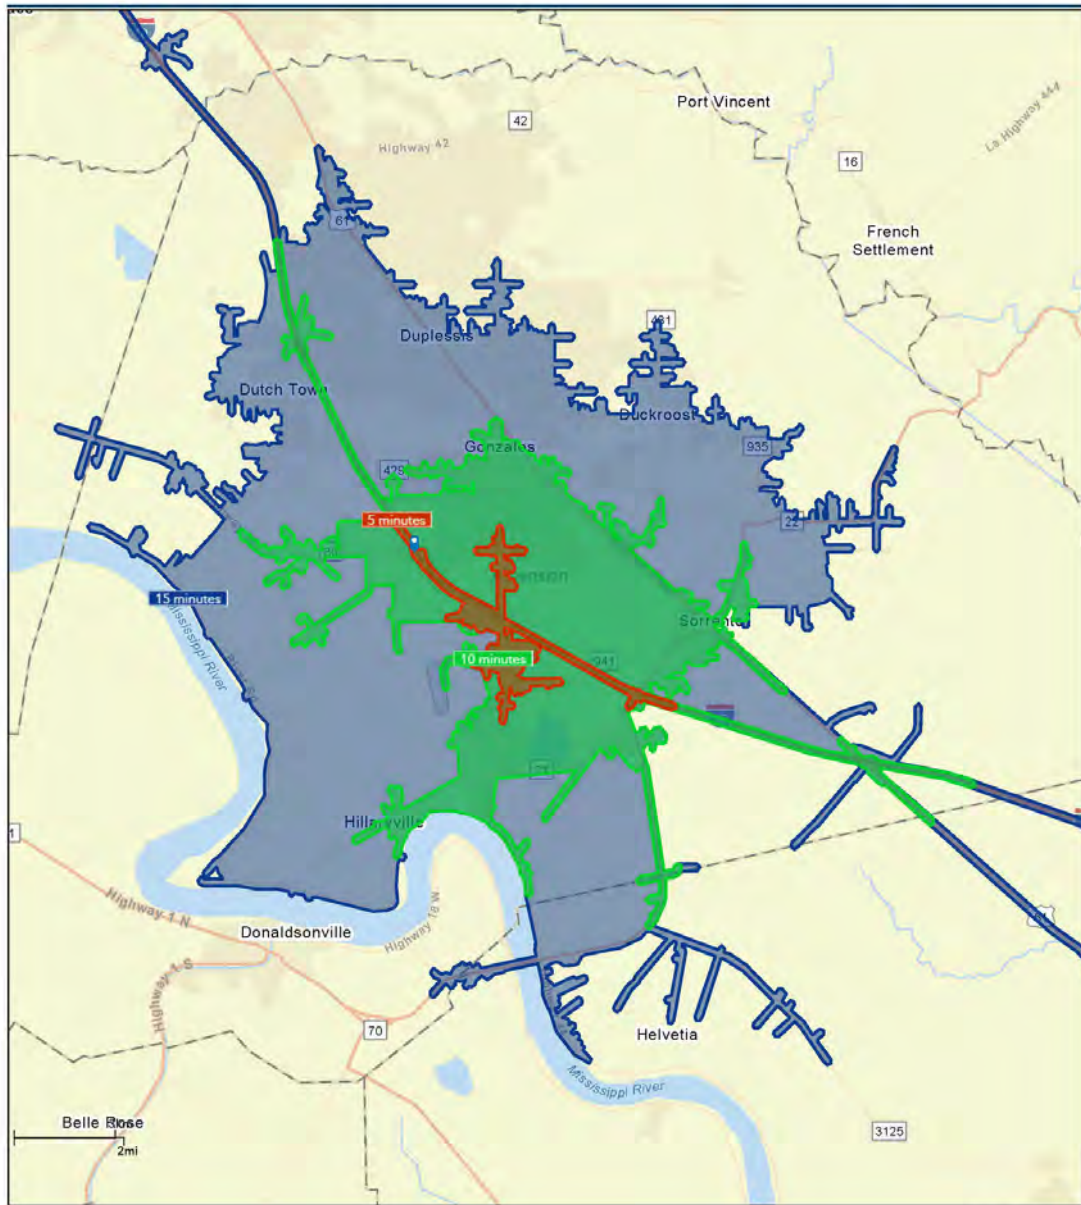 Port Vincent
42
Highway 42
La Highway 444
16
61
French
Settlement
431
Duplessis
Dutch Town
Duckroost
Gonzales
935
429
5 minutes
22
15 minutes
Sorrento
10 minutes
941
Mississippi River
Hillaryville
1
Highway 1 N
Highway 18 W
Donaldsonville
Highway 1 S
70
Helvetia
Mississippi River
Belle Rose
3125
2mi